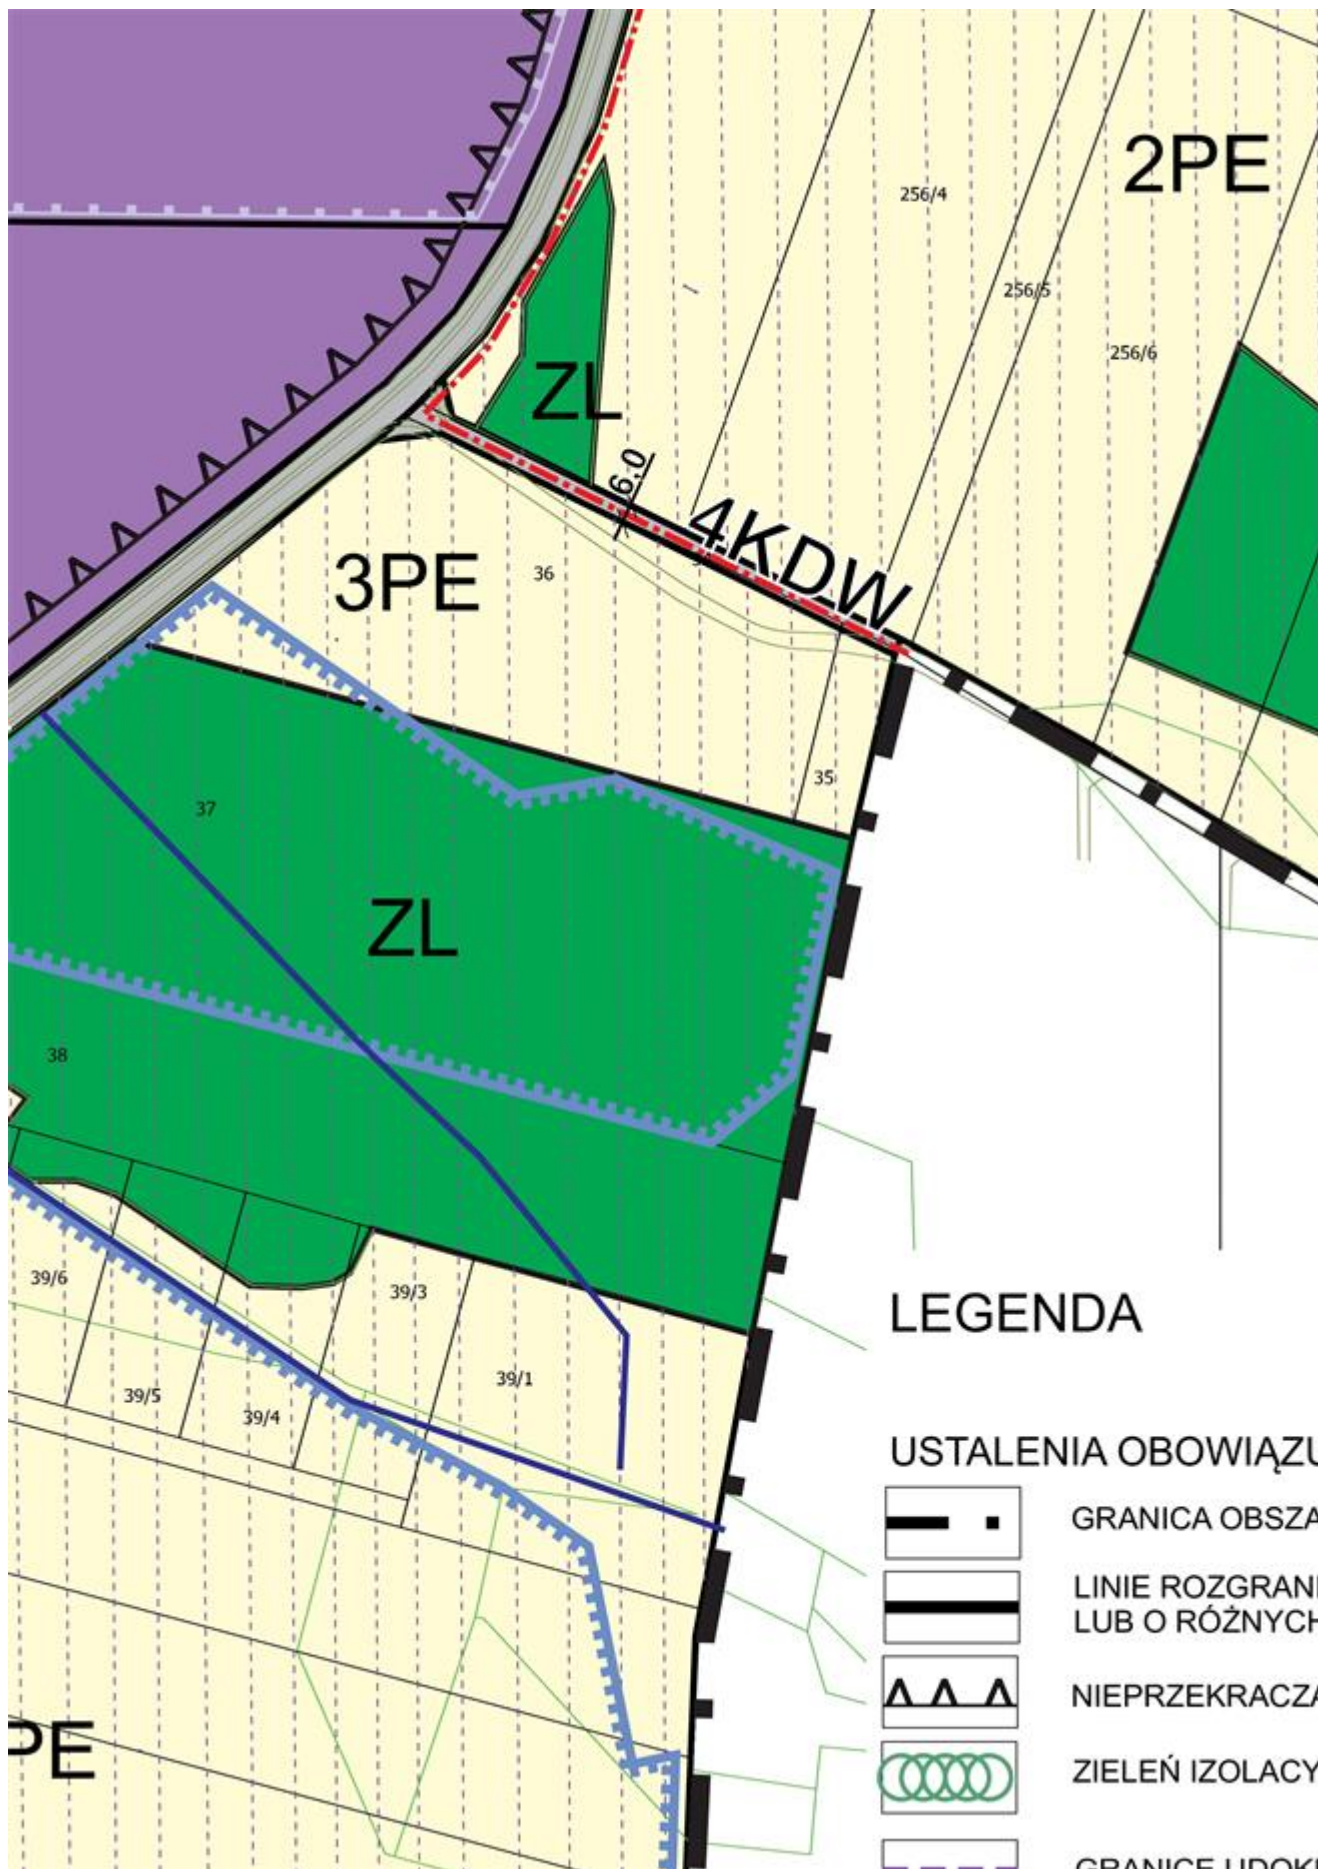 2PE
256/4
256/5
256/6
ZL
6,0
4KDW
3PE
36
35
37
ZL
38
39/6
39/3
39/1
39/5
39/4
LEGENDA
USTALENIA OBOWIĄZU
GRANICA OBSZA
LINIE ROZGRANI
LUB O RÓŻNYCH
NIEPRZEKRACZA
ZIELEŃ IZOLACY
PE
GRANICE UDOK